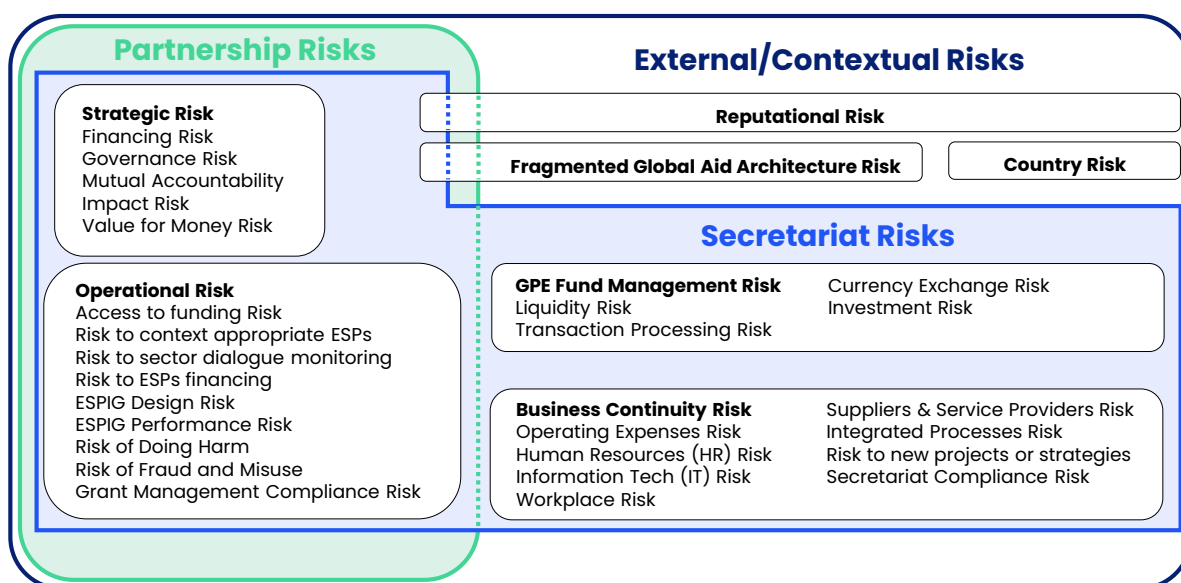 Partnership Risks
External/Contextual Risks
Strategic Risk
Financing Risk
Governance Risk
Mutual Accountability
Impact Risk
Value for Money Risk
Reputational Risk
Fragmented Global Aid Architecture Risk
Country Risk
Secretariat Risks
Operational Risk
Access to funding Risk
Risk to context appropriate ESPs
Risk to sector dialogue monitoring
Risk to ESPs financing
ESPIG Design Risk
ESPIG Performance Risk
Risk of Doing Harm
Risk of Fraud and Misuse
Grant Management Compliance Risk
GPE Fund Management Risk
Liquidity Risk
Transaction Processing Risk
Currency Exchange Risk
Investment Risk
Business Continuity Risk
Operating Expenses Risk
Human Resources (HR) Risk
Information Tech (IT) Risk
Workplace Risk
Suppliers & Service Providers Risk
Integrated Processes Risk
Risk to new projects or strategies
Secretariat Compliance Risk